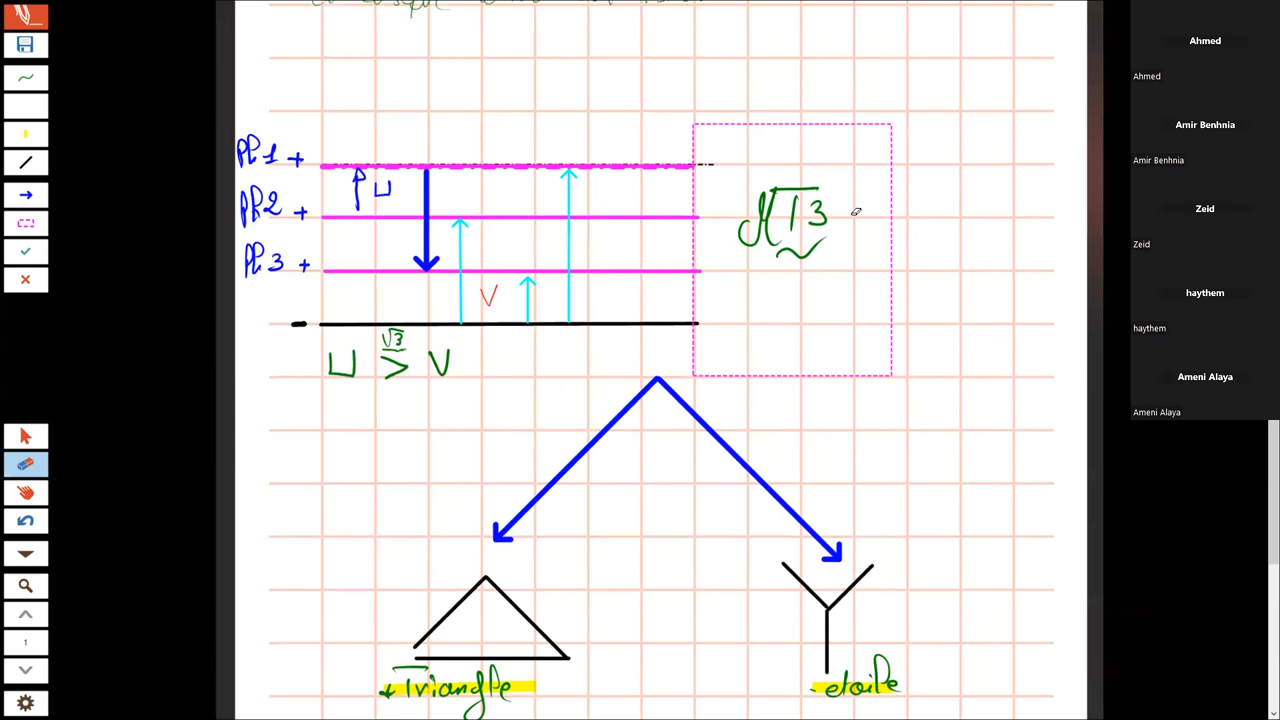 Ph1 +
U
Ph2 +
MT3
Ph3 +
V
-
√3
U > V
Triangle
etoile
Ahmed
Ahmed
Amir Benhnia
Amir Benhnia
Zeid
Zeid
haythem
haythem
Ameni Alaya
Ameni Alaya
1